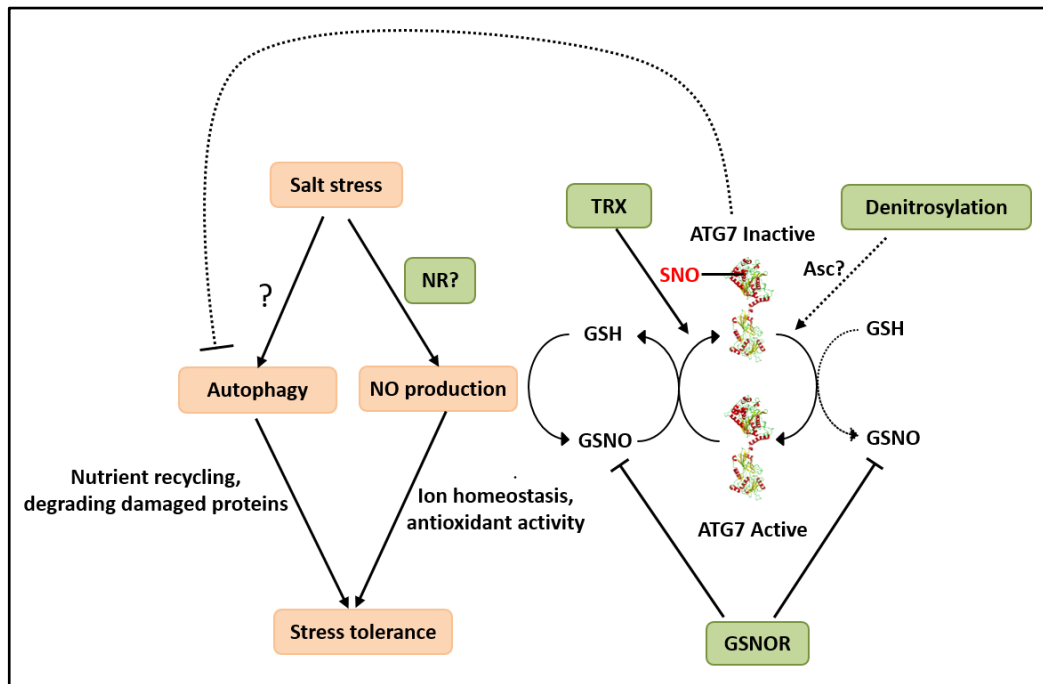 Salt stress
TRX
Denitrosylation
ATG7 Inactive
NR?
SNO
Asc?
?
GSH
GSH
Autophagy
NO production
GSNO
GSNO
Nutrient recycling,
degrading damaged proteins
Ion homeostasis,
antioxidant activity
ATG7 Active
Stress tolerance
GSNOR